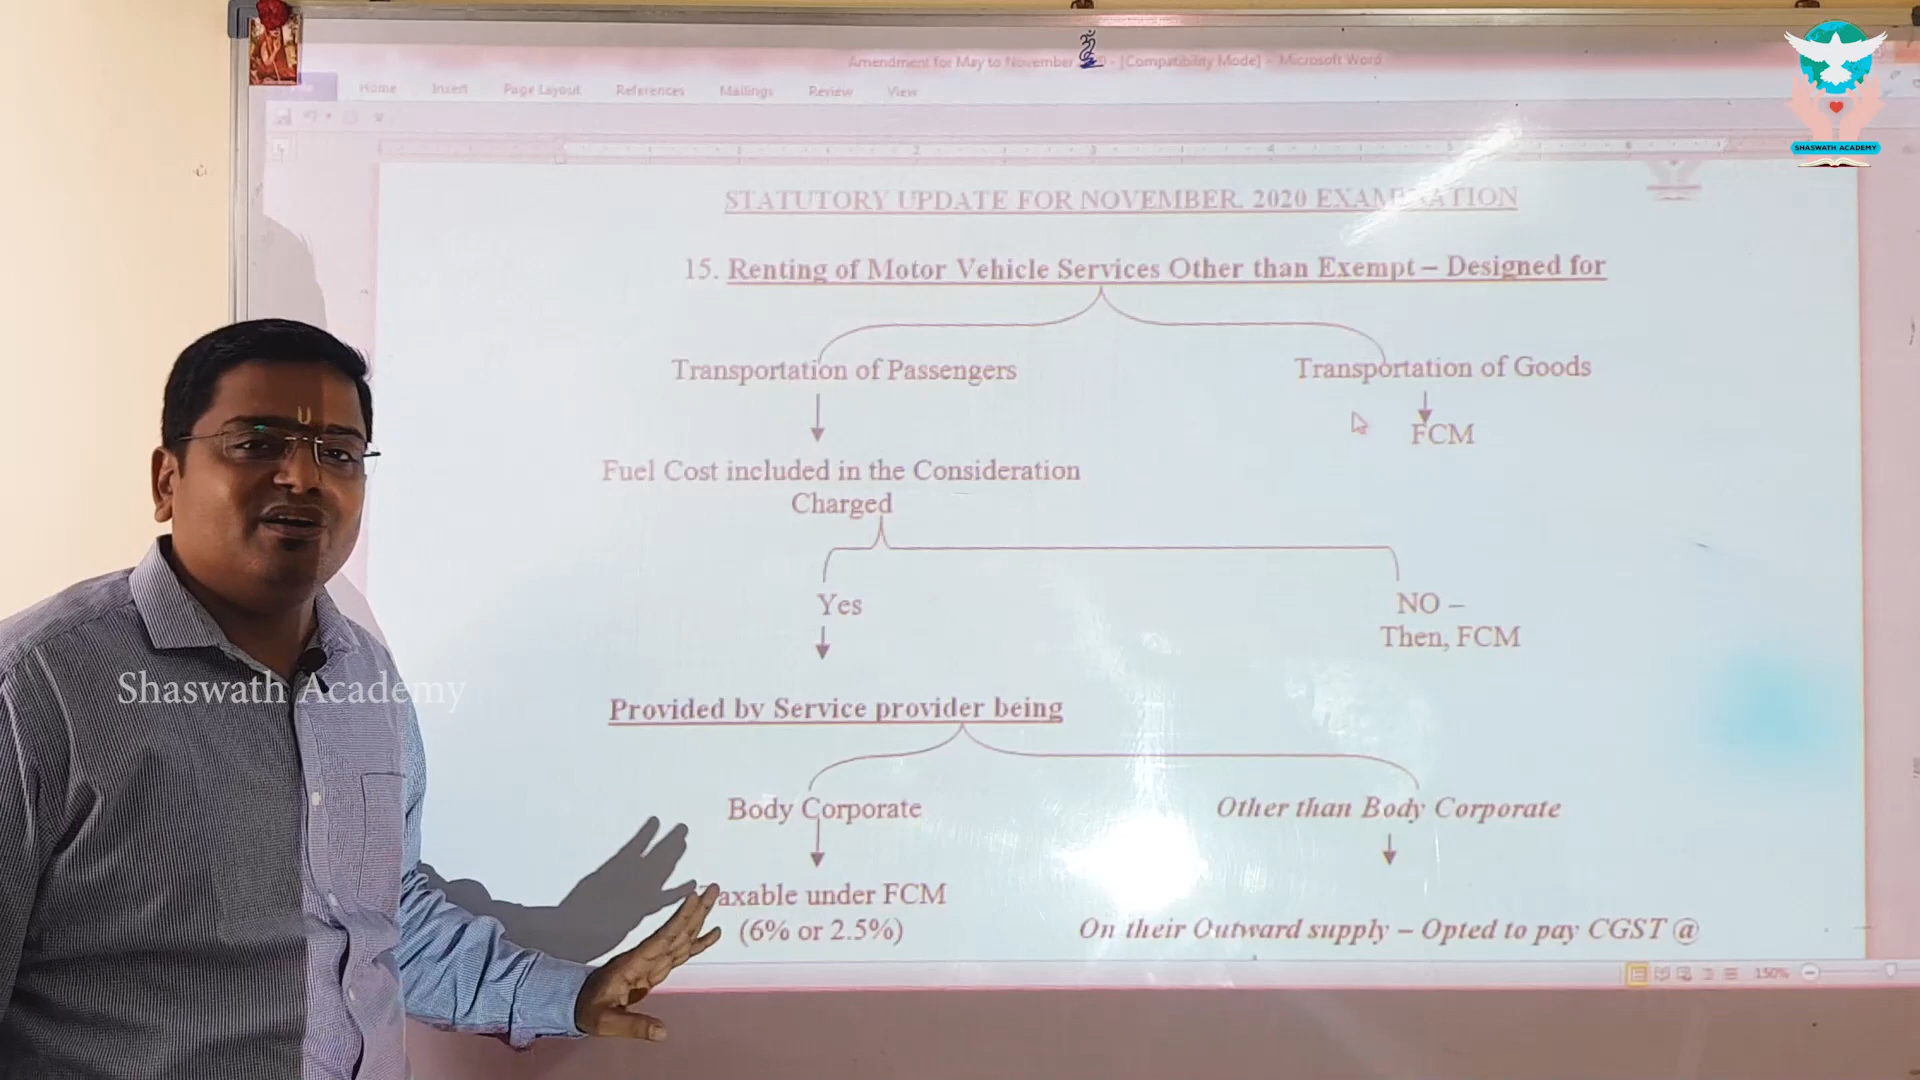 Amendment for May to November - [Compatibility Mode] - Microsoft Word
Home Insert Page Layout References Mailings Review View
SHASWATH ACADEMY
STATUTORY UPDATE FOR NOVEMBER, 2020 EXAMINATION
15. Renting of Motor Vehicle Services Other than Exempt – Designed for
Transportation of Passengers
Transportation of Goods
FCM
Fuel Cost included in the Consideration
Charged
Yes
NO –
Then, FCM
Shaswath Academy
Provided by Service provider being
Body Corporate
Other than Body Corporate
Taxable under FCM
(6% or 2.5%)
On their Outward supply – Opted to pay CGST @
150%